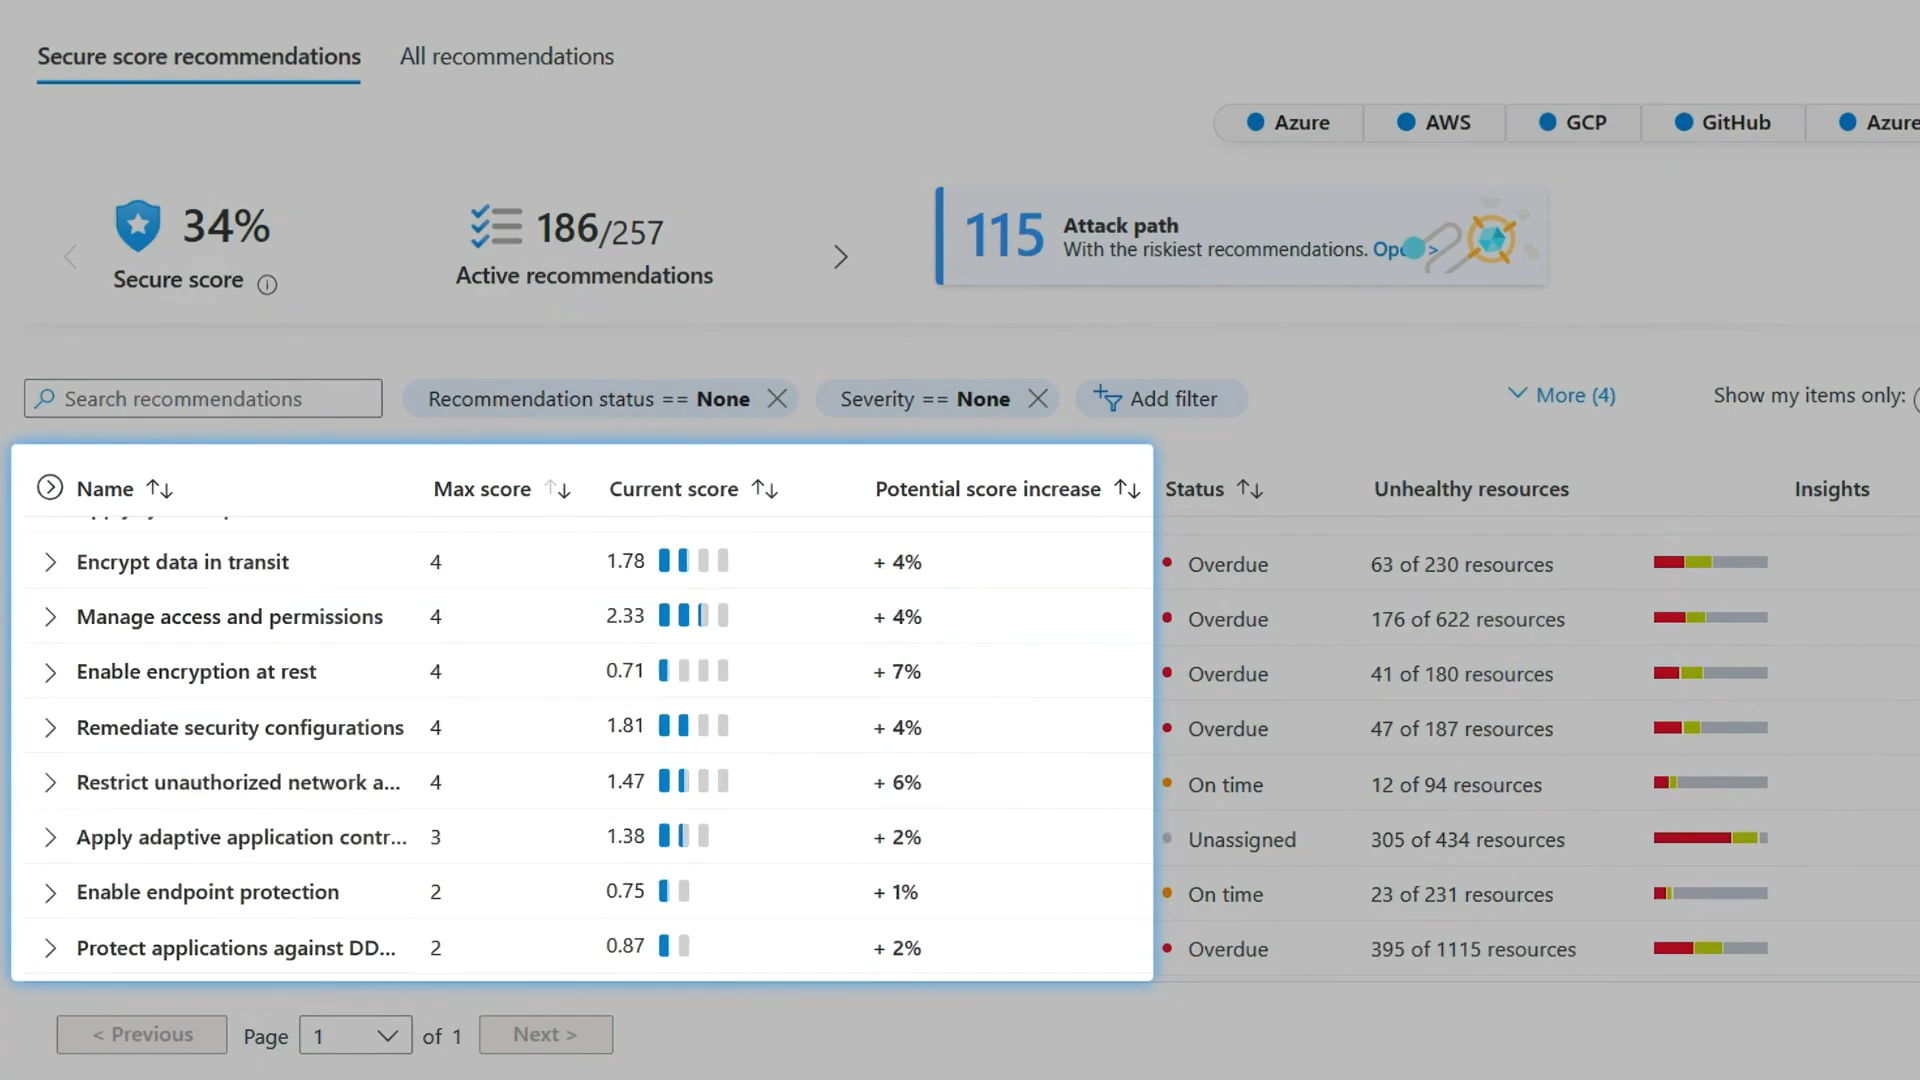 Secure score recommendations All recommendations
Azure AWS GCP GitHub Azure
34% 186/257 115 Attack path
With the riskiest recommendations. Ope >
Secure score Active recommendations
Search recommendations Recommendation status == None Severity == None Add filter More (4) Show my items only:
Name Max score Current score Potential score increase Status Unhealthy resources Insights
Encrypt data in transit 4 1.78 + 4% Overdue 63 of 230 resources
Manage access and permissions 4 2.33 + 4% Overdue 176 of 622 resources
Enable encryption at rest 4 0.71 + 7% Overdue 41 of 180 resources
Remediate security configurations 4 1.81 + 4% Overdue 47 of 187 resources
Restrict unauthorized network a... 4 1.47 + 6% On time 12 of 94 resources
Apply adaptive application contr... 3 1.38 + 2% Unassigned 305 of 434 resources
Enable endpoint protection 2 0.75 + 1% On time 23 of 231 resources
Protect applications against DD... 2 0.87 + 2% Overdue 395 of 1115 resources
< Previous Page 1 of 1 Next >